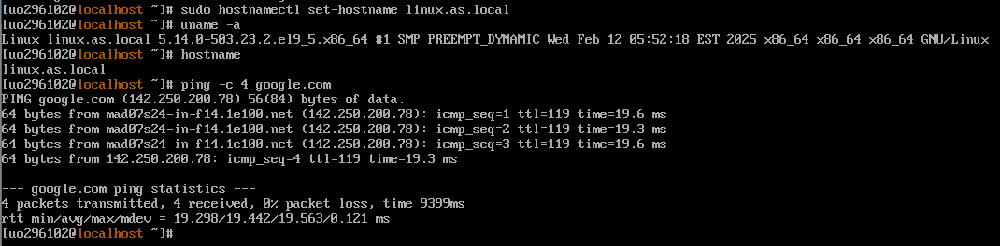 [uo296102@localhost ~]# sudo hostnamectl set-hostname linux.as.local
[uo296102@localhost ~]# uname -a
Linux linux.as.local 5.14.0-503.23.2.el9_5.x86_64 #1 SMP PREEMPT_DYNAMIC Wed Feb 12 05:52:18 EST 2025 x86_64 x86_64 x86_64 GNU/Linux
[uo296102@localhost ~]# hostname
linux.as.local
[uo296102@localhost ~]# ping -c 4 google.com
PING google.com (142.250.200.78) 56(84) bytes of data.
64 bytes from mad07s24-in-f14.1e100.net (142.250.200.78): icmp_seq=1 ttl=119 time=19.6 ms
64 bytes from mad07s24-in-f14.1e100.net (142.250.200.78): icmp_seq=2 ttl=119 time=19.3 ms
64 bytes from mad07s24-in-f14.1e100.net (142.250.200.78): icmp_seq=3 ttl=119 time=19.6 ms
64 bytes from 142.250.200.78: icmp_seq=4 ttl=119 time=19.3 ms
--- google.com ping statistics ---
4 packets transmitted, 4 received, 0% packet loss, time 9399ms
rtt min/avg/max/mdev = 19.298/19.442/19.563/0.121 ms
[uo296102@localhost ~]#